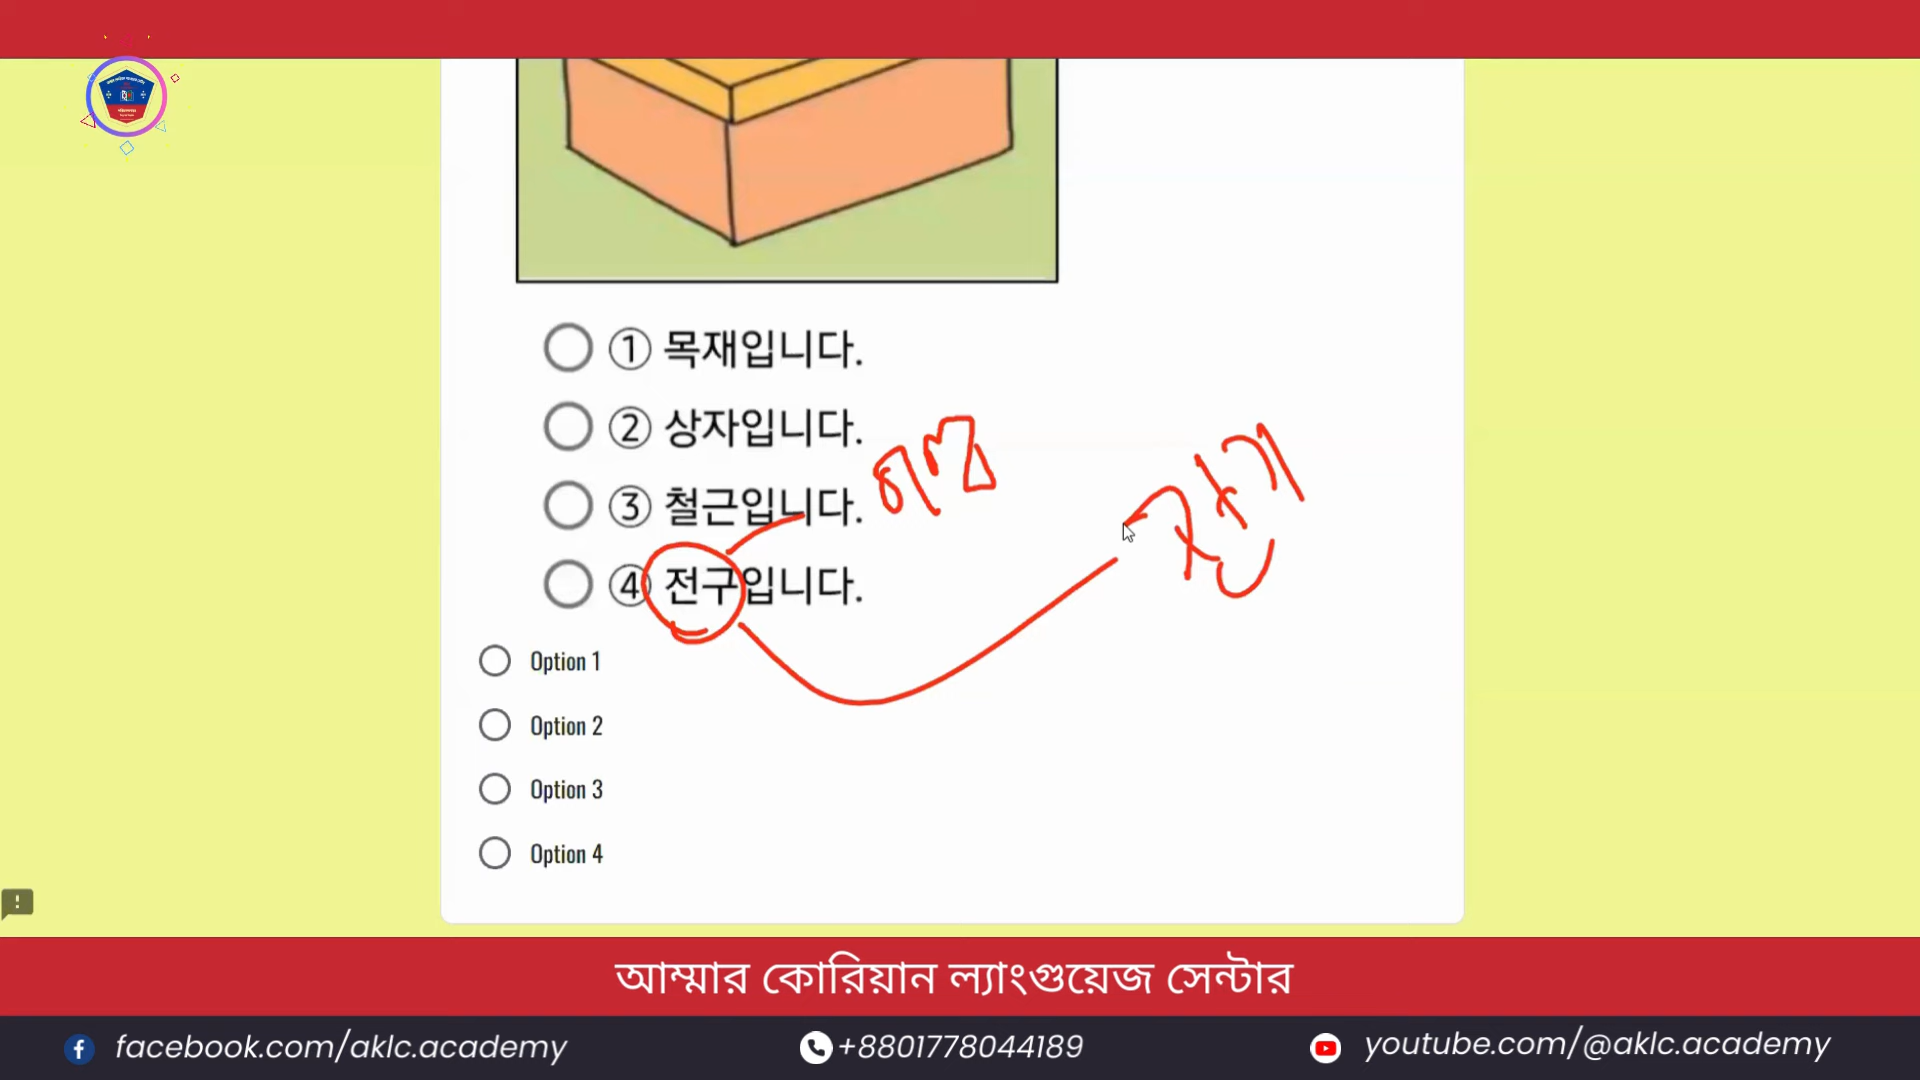 ① 목재입니다.
② 상자입니다.
③ 철근입니다.
④ 전구입니다.
전기
Option 1
Option 2
Option 3
Option 4
আম্মার কোরিয়ান ল্যাংগুয়েজ সেন্টার
facebook.com/aklc.academy
+8801778044189
youtube.com/@aklc.academy